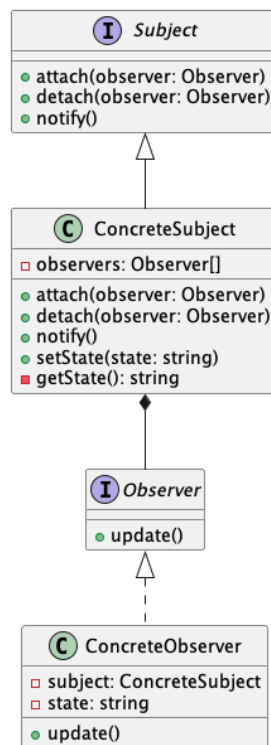 I Subject
attach(observer: Observer)
detach(observer: Observer)
notify()
C ConcreteSubject
observers: Observer[]
attach(observer: Observer)
detach(observer: Observer)
notify()
setState(state: string)
getState(): string
I Observer
update()
C ConcreteObserver
subject: ConcreteSubject
state: string
update()